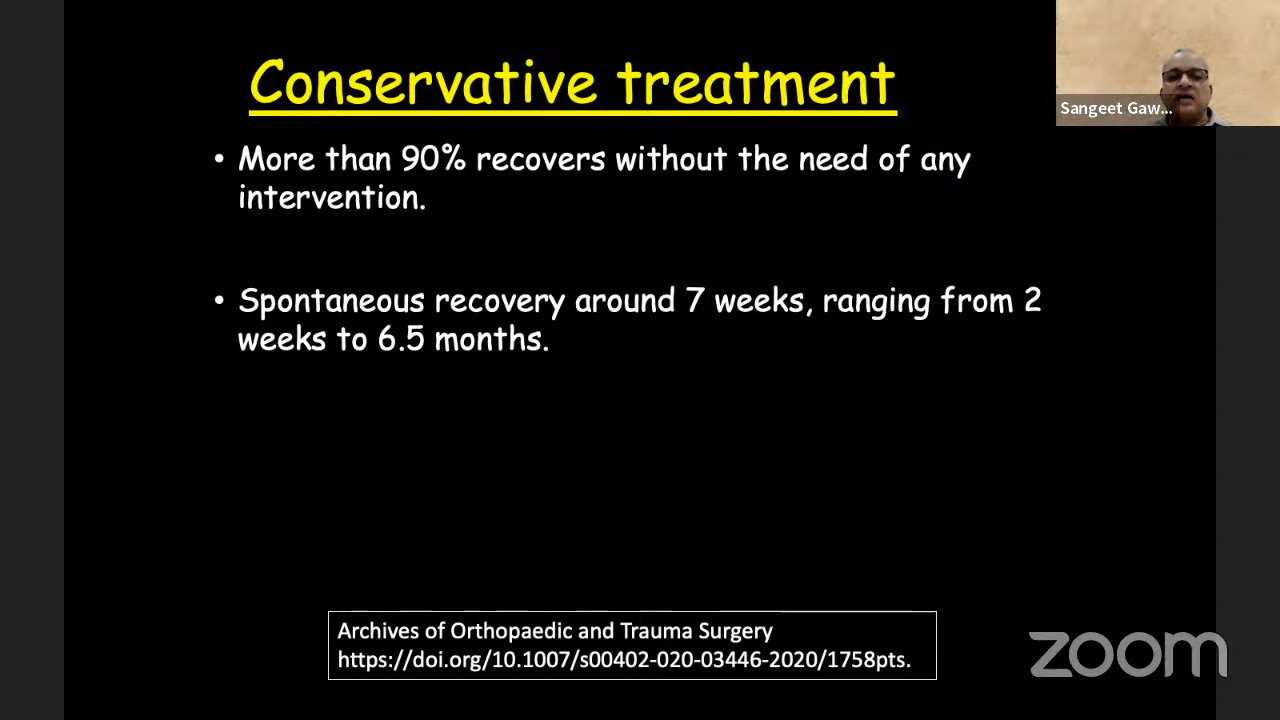 Conservative treatment
• More than 90% recovers without the need of any
intervention.
• Spontaneous recovery around 7 weeks, ranging from 2
weeks to 6.5 months.
Archives of Orthopaedic and Trauma Surgery
https://doi.org/10.1007/s00402-020-03446-2020/1758pts.
Sangeet Gaw...
zoom